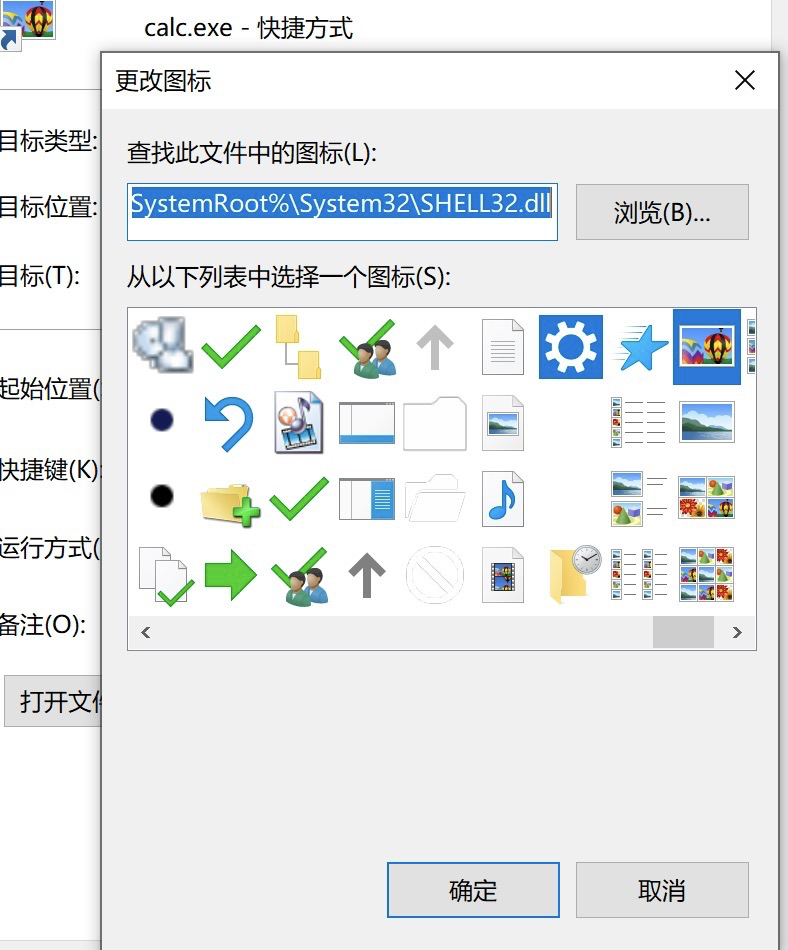 calc.exe - 快捷方式
更改图标
目标类型:
查找此文件中的图标(L):
目标位置:
SystemRoot%\System32\SHELL32.dll
浏览(B)...
目标(T):
从以下列表中选择一个图标(S):
起始位置(
快捷键(K):
运行方式(
备注(O):
打开文件
确定
取消